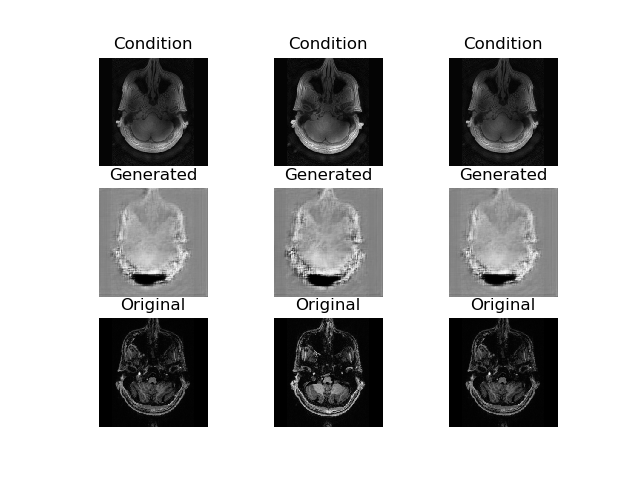 Condition Condition Condition
Generated Generated Generated
Original Original Original